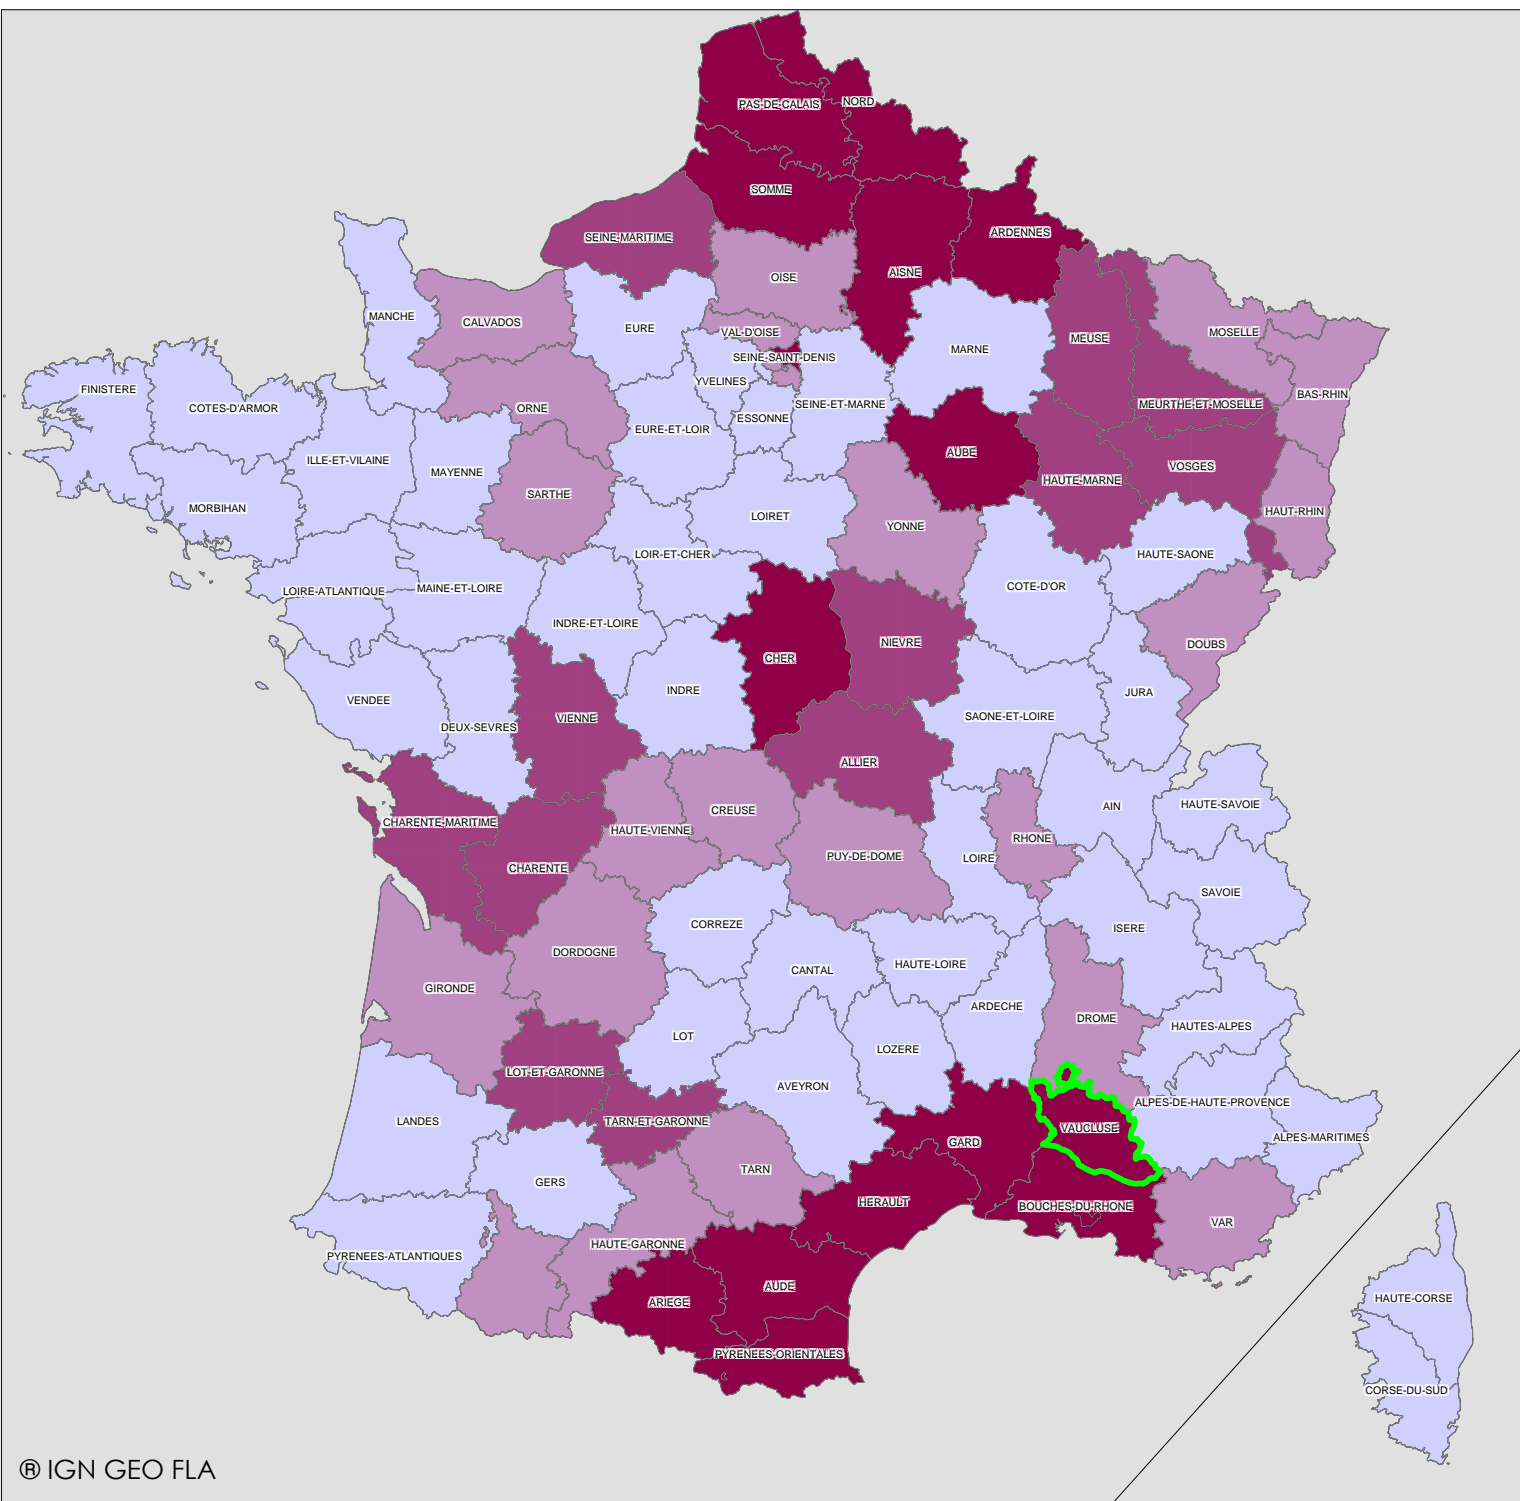 PAS-DE-CALAIS
NORD
SOMME
ARDENNES
SEINE-MARITIME
AISNE
OISE
MANCHE
CALVADOS
EURE
VAL-D'OISE
MOSELLE
MEUSE
MARNE
SEINE-SAINT-DENIS
YVELINES
FINISTERE
BAS-RHIN
COTES-D'ARMOR
ORNE
SEINE-ET-MARNE
MEURTHE-ET-MOSELLE
ESSONNE
EURE-ET-LOIR
AUBE
ILLE-ET-VILAINE
VOSGES
MAYENNE
HAUTE-MARNE
SARTHE
MORBIHAN
HAUT-RHIN
LOIRET
YONNE
LOIR-ET-CHER
HAUTE-SAONE
COTE-D'OR
MAINE-ET-LOIRE
LOIRE-ATLANTIQUE
INDRE-ET-LOIRE
NIEVRE
DOUBS
CHER
INDRE
JURA
VENDEE
SAONE-ET-LOIRE
VIENNE
DEUX-SEVRES
ALLIER
HAUTE-SAVOIE
AIN
CREUSE
CHARENTE-MARITIME
HAUTE-VIENNE
RHONE
PUY-DE-DOME
LOIRE
CHARENTE
SAVOIE
CORREZE
ISERE
DORDOGNE
HAUTE-LOIRE
CANTAL
GIRONDE
ARDECHE
DROME
HAUTES-ALPES
LOT
LOZERE
LOT-ET-GARONNE
AVEYRON
ALPES-DE-HAUTE-PROVENCE
LANDES
TARN-ET-GARONNE
VAUCLUSE
ALPES-MARITIMES
GARD
TARN
GERS
HERAULT
BOUCHES-DU-RHONE
VAR
HAUTE-GARONNE
PYRENEES-ATLANTIQUES
AUDE
HAUTE-CORSE
ARIEGE
PYRENEES-ORIENTALES
CORSE-DU-SUD
® IGN GEO FLA